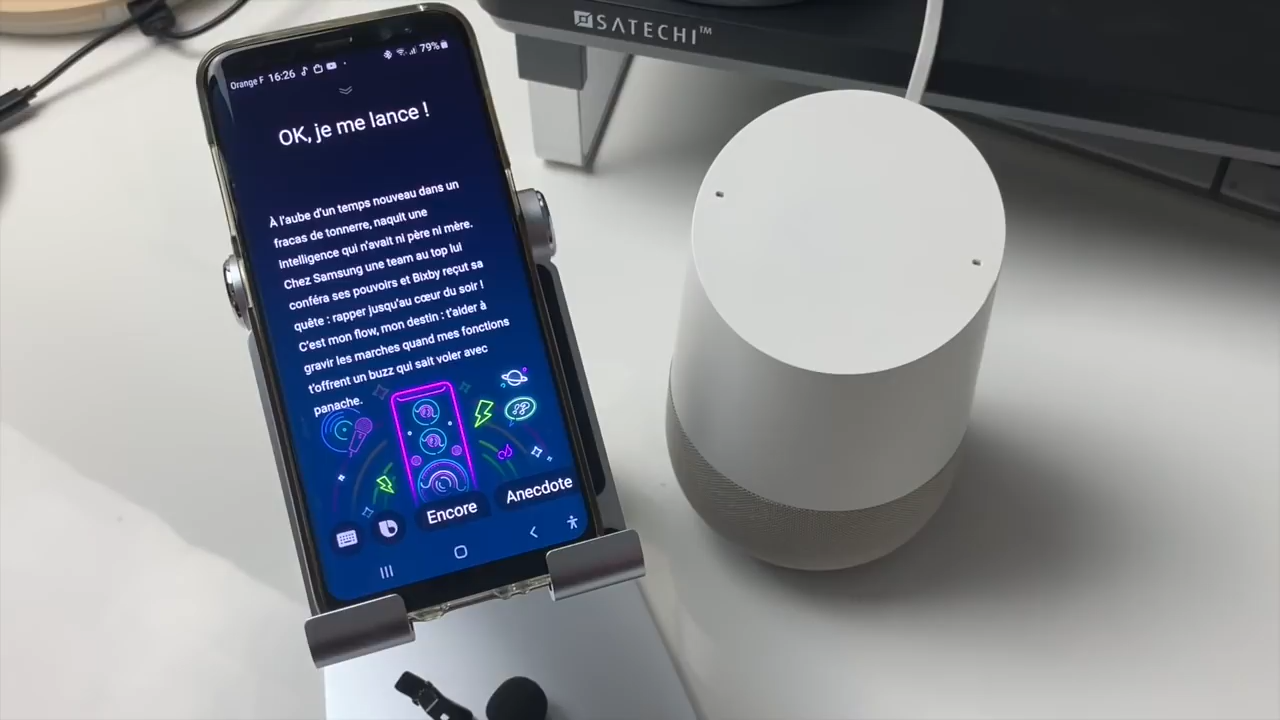 SATECHI™
Orange F 16:26
79%
OK, je me lance !
À l'aube d'un temps nouveau dans un
fracas de tonnerre, naquit une
intelligence qui n'avait ni père ni mère.
Chez Samsung une team au top lui
conféra ses pouvoirs et Bixby reçut sa
quête : rapper jusqu'au cœur du soir !
C'est mon flow, mon destin : t'aider à
gravir les marches quand mes fonctions
t'offrent un buzz qui sait voler avec
panache.
Encore
Anecdote